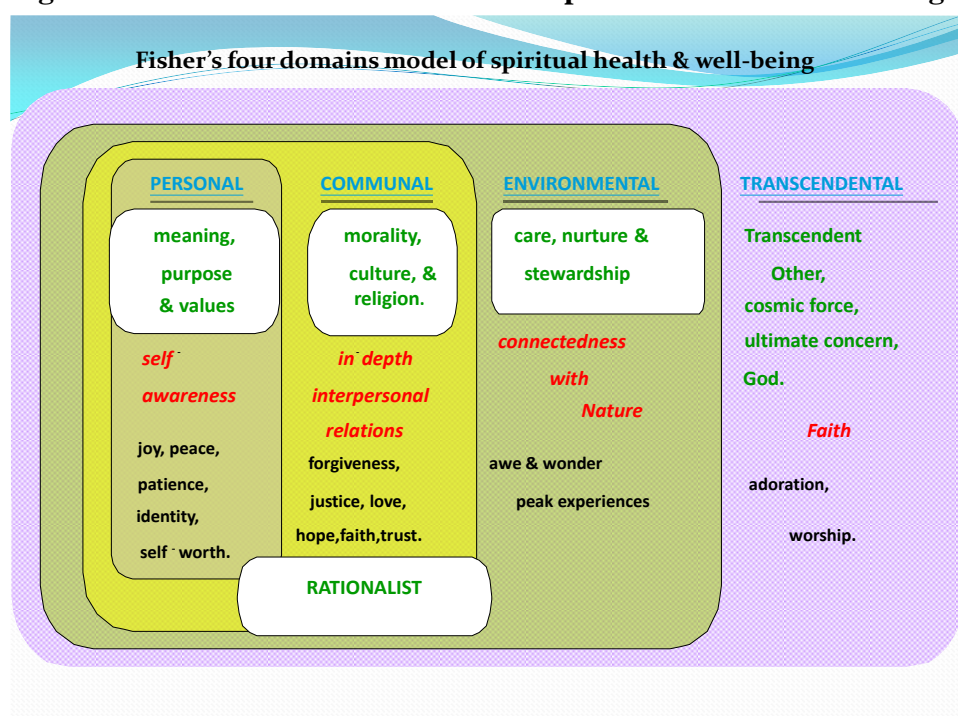 Fisher's four domains model of spiritual health & well-being
PERSONAL
meaning,
purpose
& values
self-
awareness
joy, peace,
patience,
identity,
self-worth.
COMMUNAL
morality,
culture, &
religion.
in-depth
interpersonal
relations
forgiveness,
justice, love,
hope,faith,trust.
ENVIRONMENTAL
care, nurture &
stewardship
connectedness
with
Nature
awe & wonder
peak experiences
TRANSCENDENTAL
Transcendent
Other,
cosmic force,
ultimate concern,
God.
Faith
adoration,
worship.
RATIONALIST